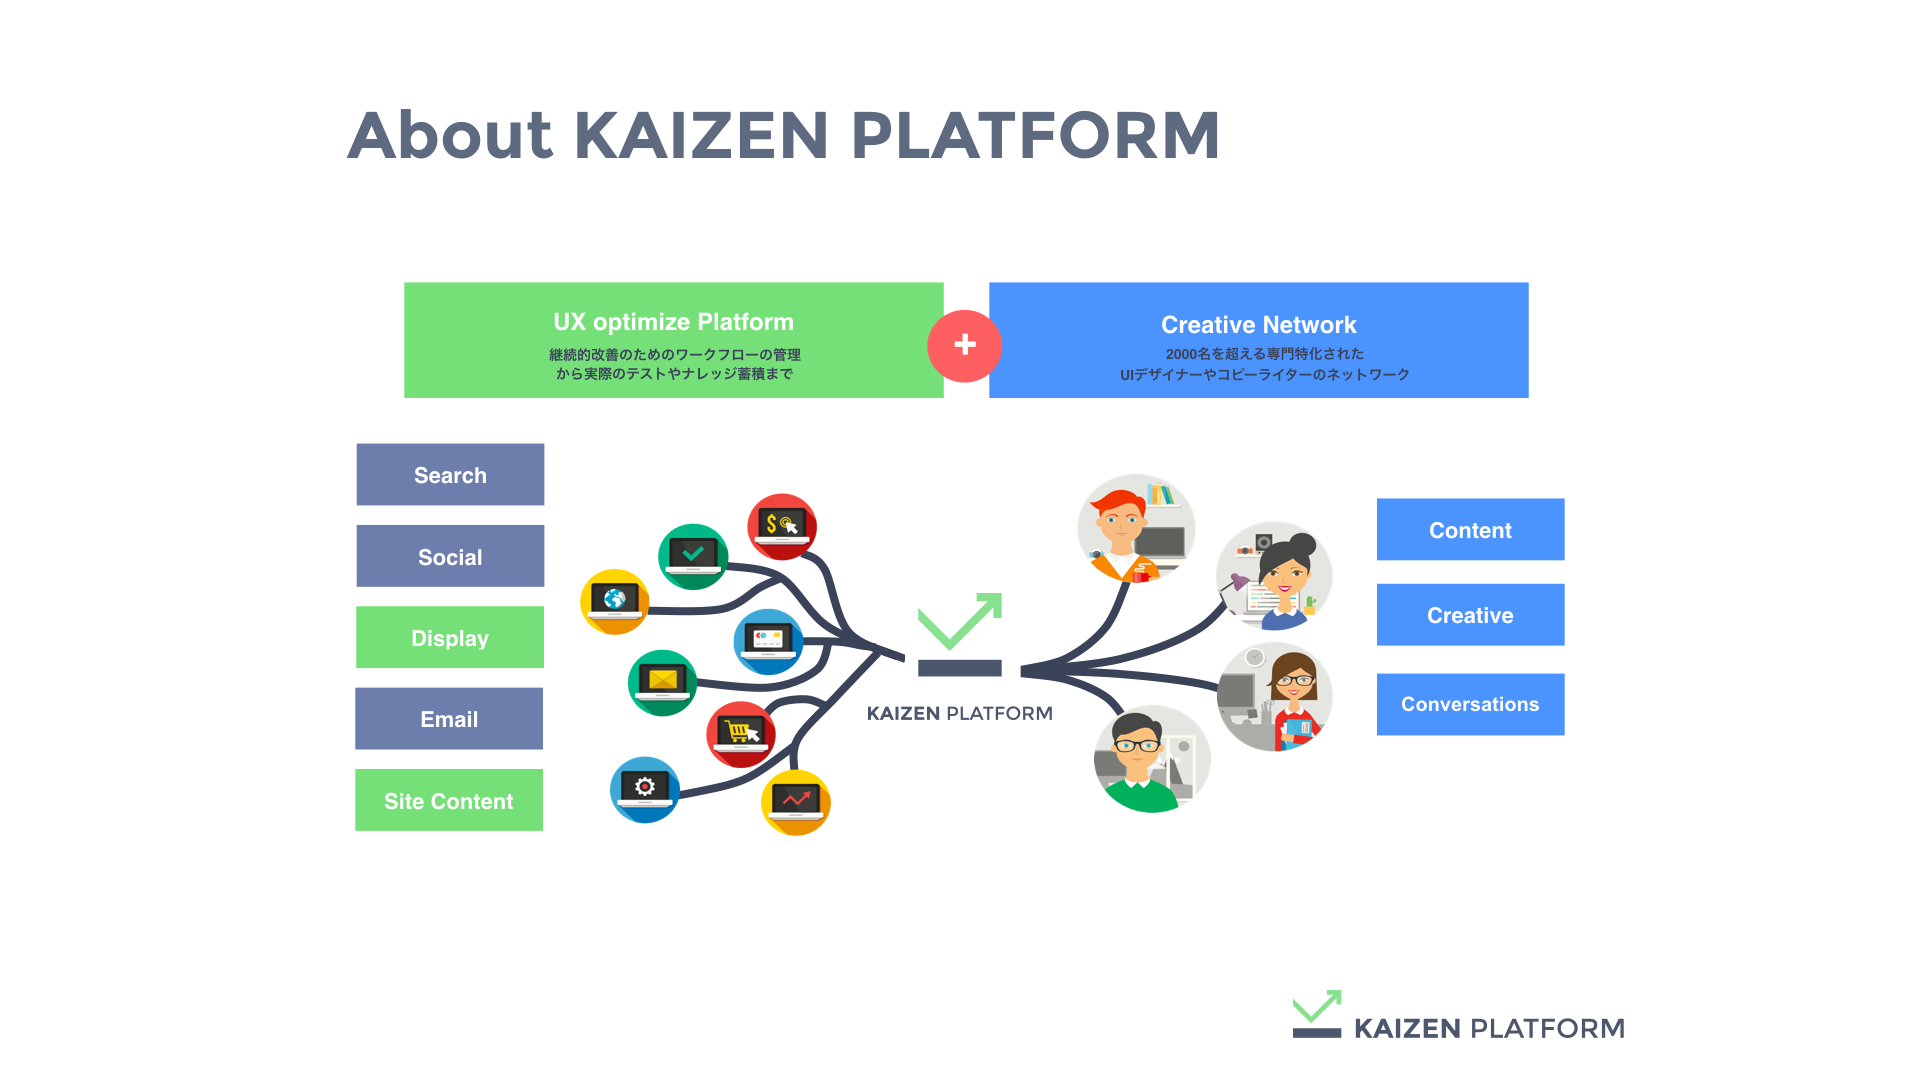 About KAIZEN PLATFORM
UX optimize Platform
継続的改善のためのワークフローの管理
から実際のテストやナレッジ蓄積まで
+
Creative Network
2000名を超える専門特化された
UIデザイナーやコピーライターのネットワーク
Search
Social
Display
Email
Site Content
$
KAIZEN PLATFORM
Content
Creative
Conversations
KAIZEN PLATFORM